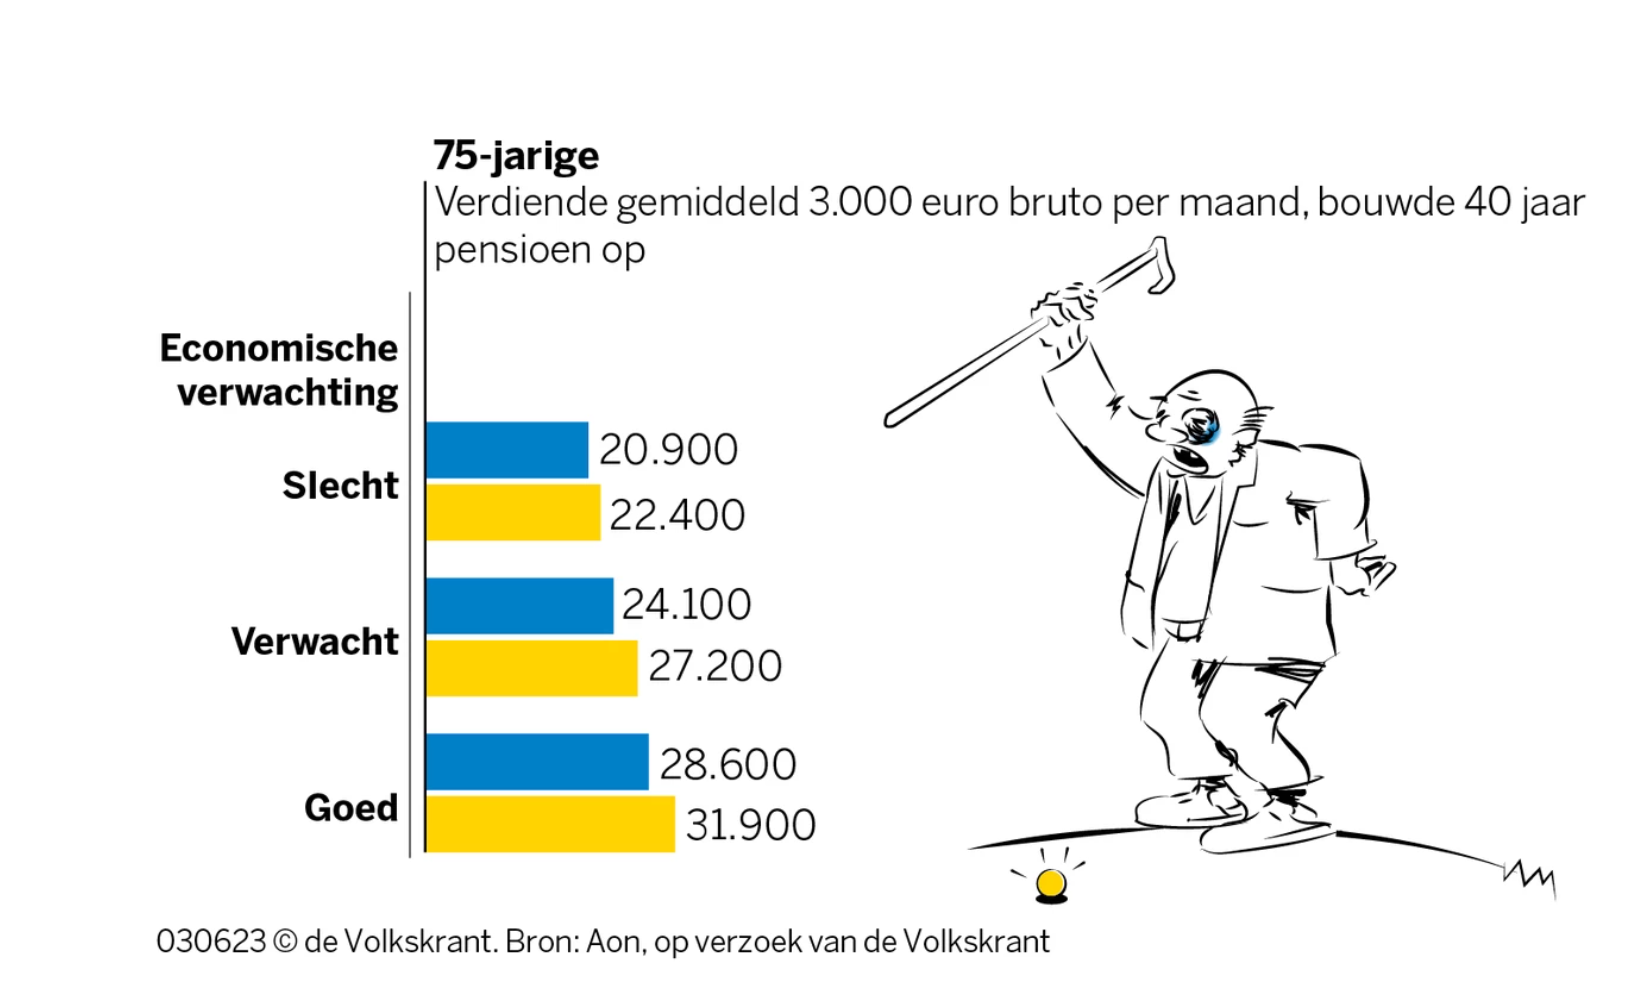 75-jarige
Verdiende gemiddeld 3.000 euro bruto per maand, bouwde 40 jaar
pensioen op
Economische
verwachting
Slecht
20.900
22.400
Verwacht
24.100
27.200
Goed
28.600
31.900
030623 © de Volkskrant. Bron: Aon, op verzoek van de Volkskrant